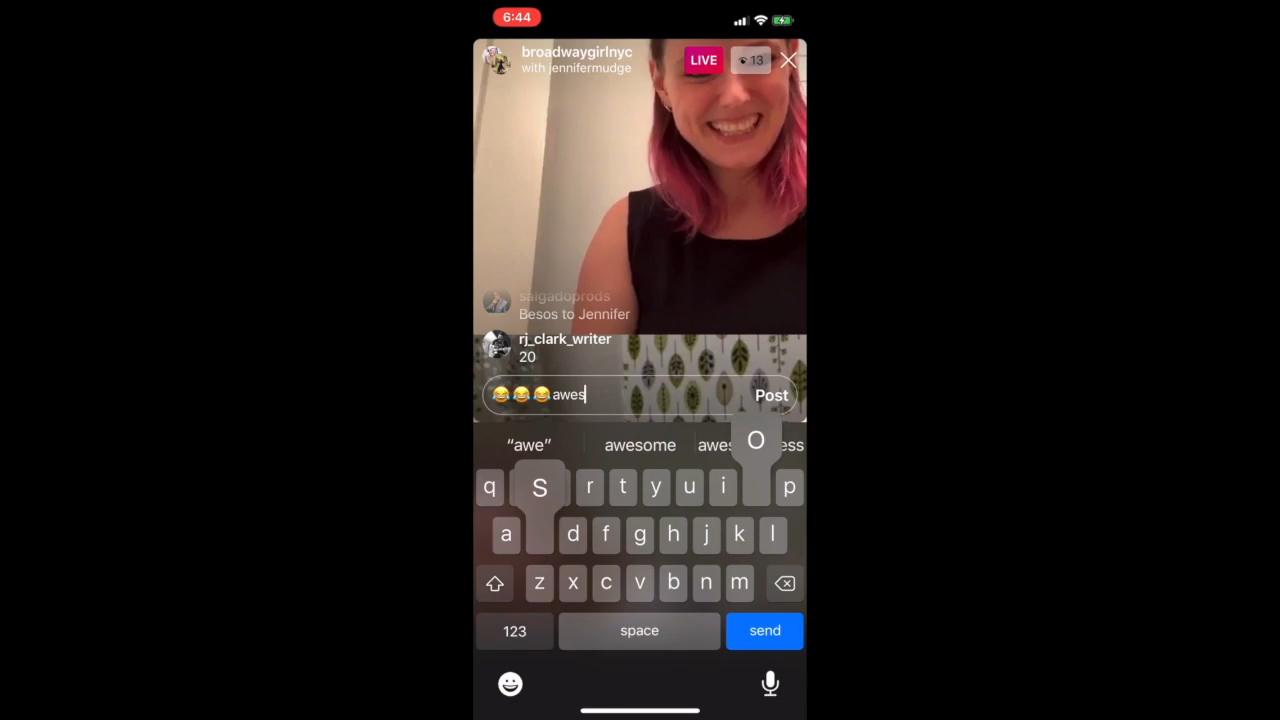 6:44
broadwaygirlnyc
with jennifermudge
LIVE
13
salgadoprods
Besos to Jennifer
rj_clark_writer
20
😂😂😂awes
Post
“awe”
awesome
O
q
S
r
t
y
u
i
p
a
d
f
g
h
j
k
l
z
x
c
v
b
n
m
123
space
send